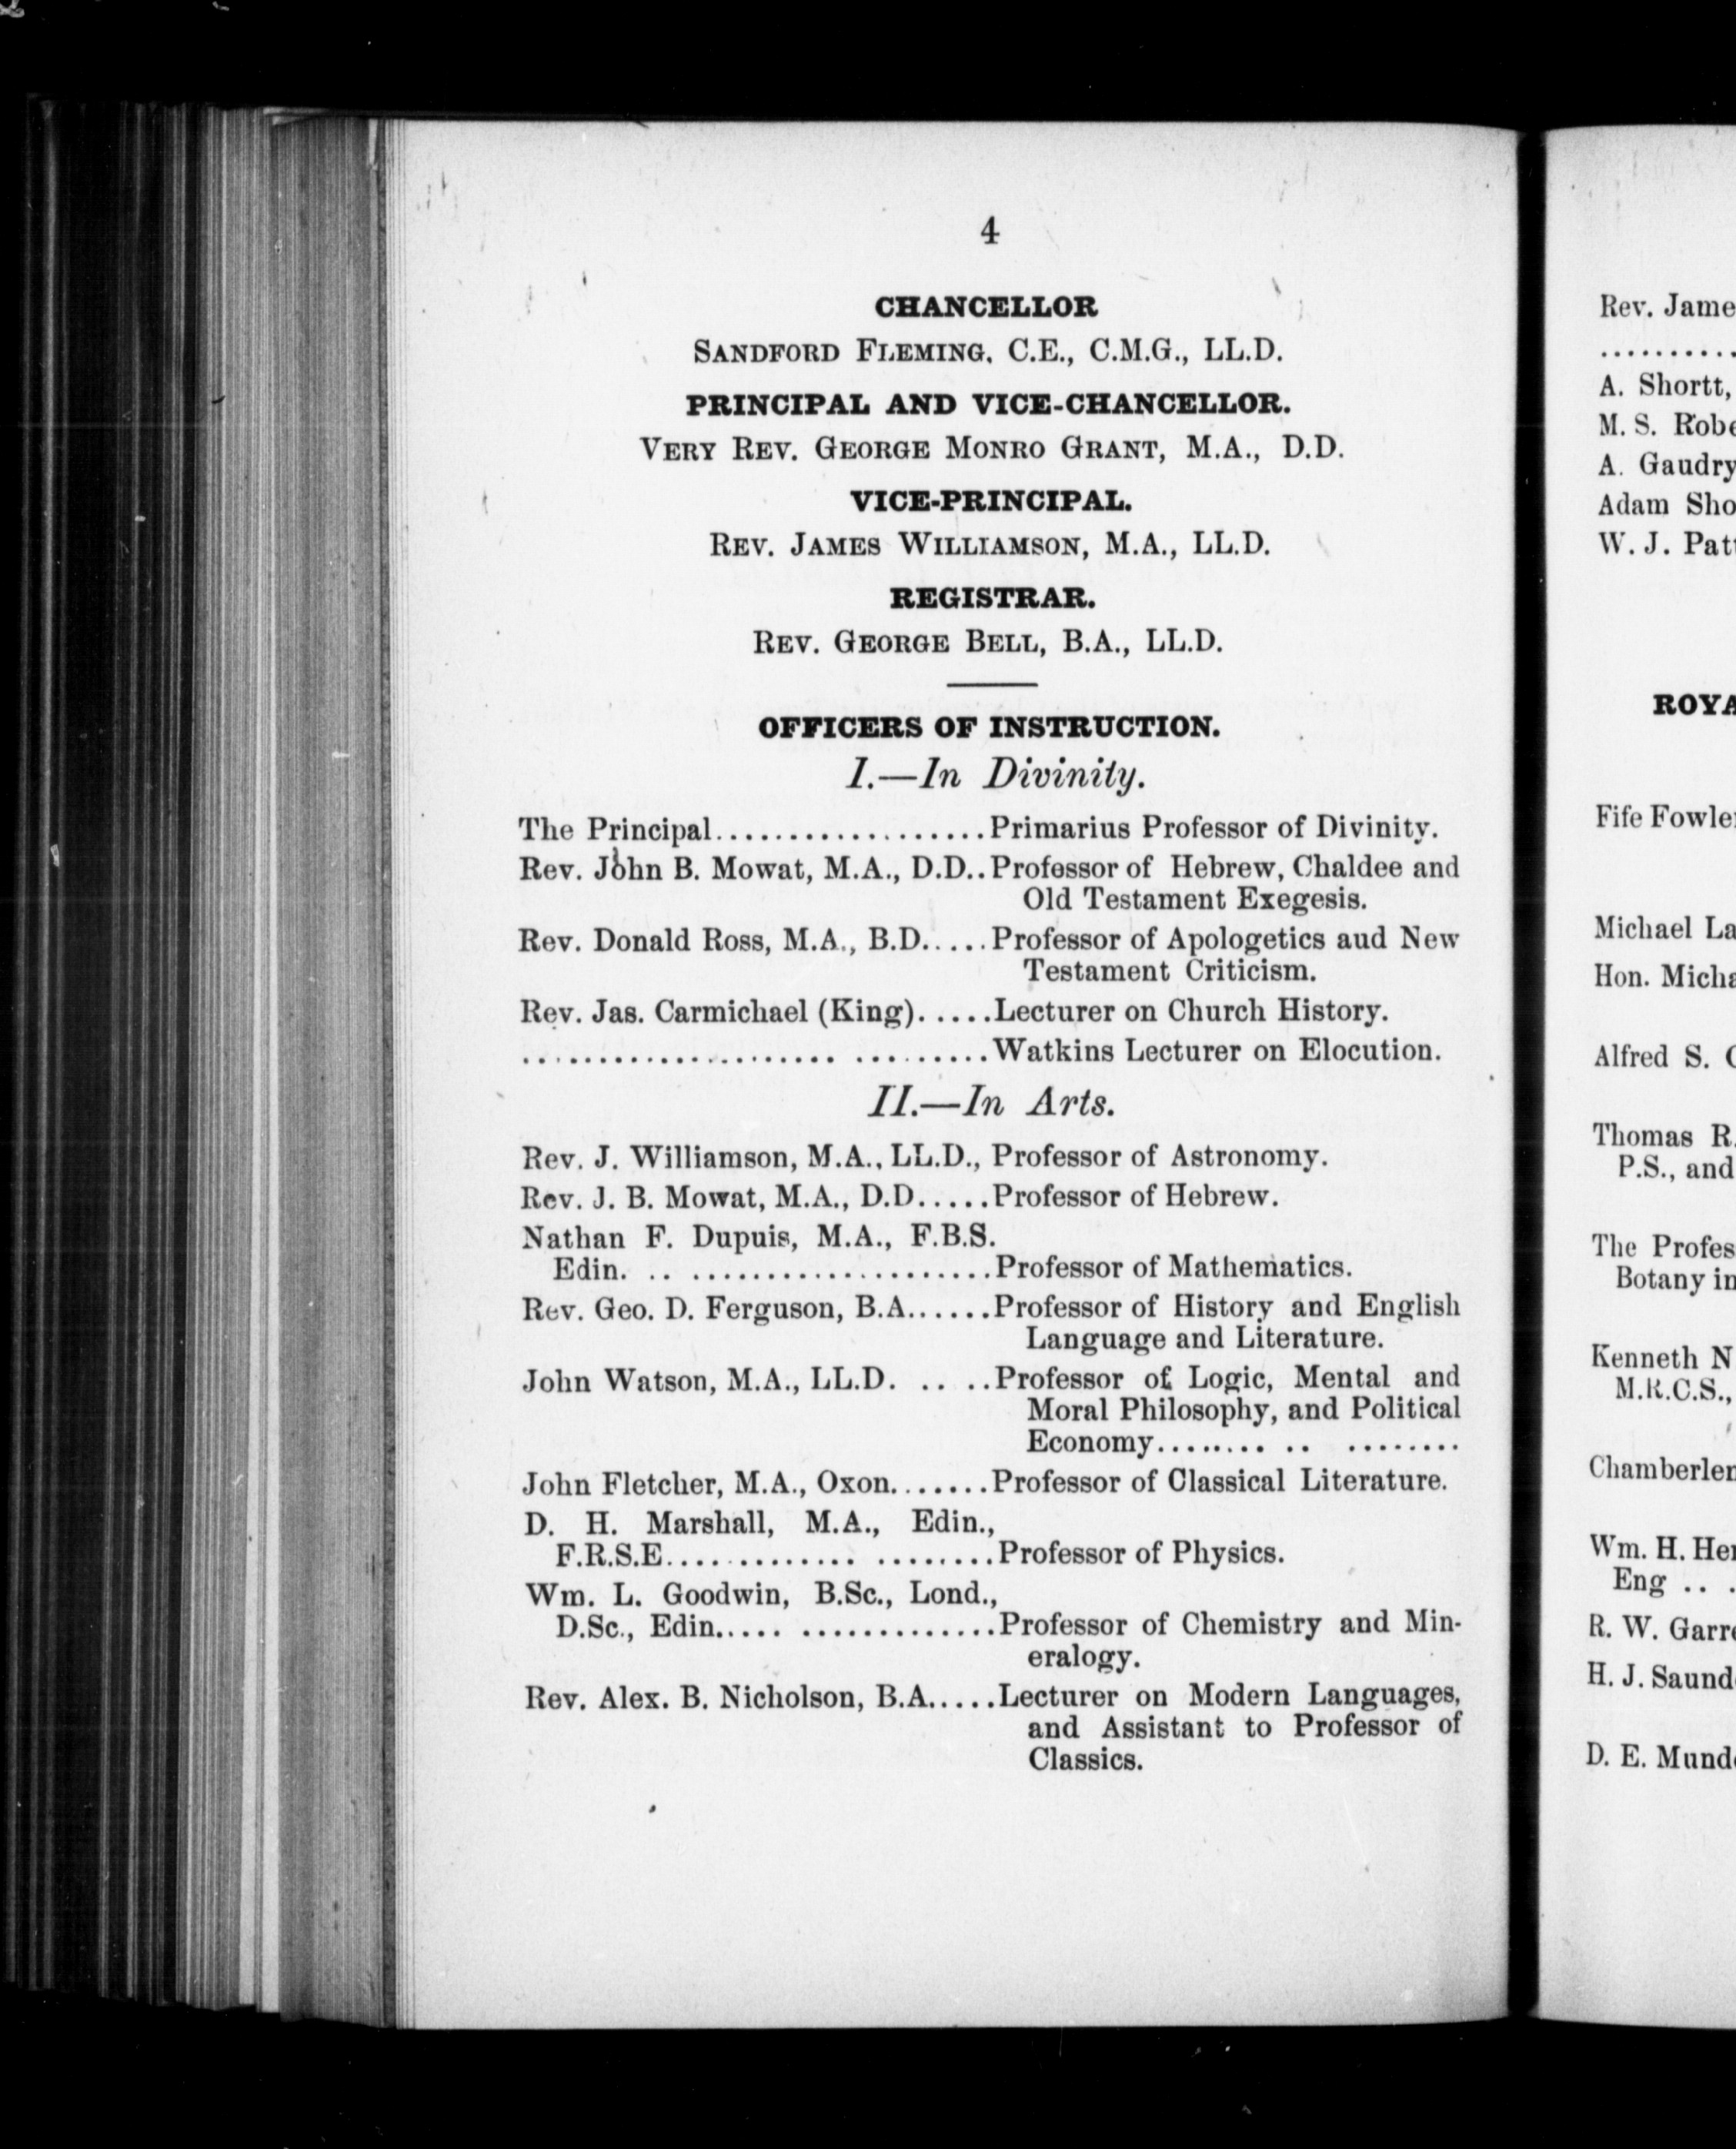 4
CHANCELLOR
SANDFORD FLEMING. C.E., C.M.G., LL.D.
PRINCIPAL AND VICE-CHANCELLOR.
VERY REV. GEORGE MONRO GRANT, M.A., D.D.
VICE-PRINCIPAL.
REV. JAMES WILLIAMSON, M.A., LL.D.
REGISTRAR.
REV. GEORGE BELL, B.A., LL.D.
OFFICERS OF INSTRUCTION.
I.—In Divinity.
The Principal...................Primarius Professor of Divinity.
Rev. John B. Mowat, M.A., D.D..Professor of Hebrew, Chaldee and
Old Testament Exegesis.
Rev. Donald Ross, M.A., B.D.....Professor of Apologetics aud New
Testament Criticism.
Rev. Jas. Carmichael (King).....Lecturer on Church History.
..................... ..........Watkins Lecturer on Elocution.
II.—In Arts.
Rev. J. Williamson, M.A., LL.D., Professor of Astronomy.
Rev. J. B. Mowat, M.A., D.D.....Professor of Hebrew.
Nathan F. Dupuis, M.A., F.B.S.
Edin. .. .....................Professor of Mathematics.
Rev. Geo. D. Ferguson, B.A......Professor of History and English
Language and Literature.
John Watson, M.A., LL.D. .. ..Professor of Logic, Mental and
Moral Philosophy, and Political
Economy........ .. ........
John Fletcher, M.A., Oxon.......Professor of Classical Literature.
D. H. Marshall, M.A., Edin.,
F.R.S.E............. ........Professor of Physics.
Wm. L. Goodwin, B.Sc., Lond.,
D.Sc., Edin..... .............Professor of Chemistry and Min-
eralogy.
Rev. Alex. B. Nicholson, B.A.....Lecturer on Modern Languages,
and Assistant to Professor of
Classics.
Rev. Jame
..........
A. Shortt,
M. S. Robe
A. Gaudry
Adam Sho
W. J. Patt
ROYA
Fife Fowler
Michael La
Hon. Micha
Alfred S.
Thomas R.
P.S., and
The Profes
Botany in
Kenneth N
M.R.C.S.,
Chamberlen
Wm. H. Hen
Eng .. .
R. W. Garre
H. J. Saunde
D. E. Munde